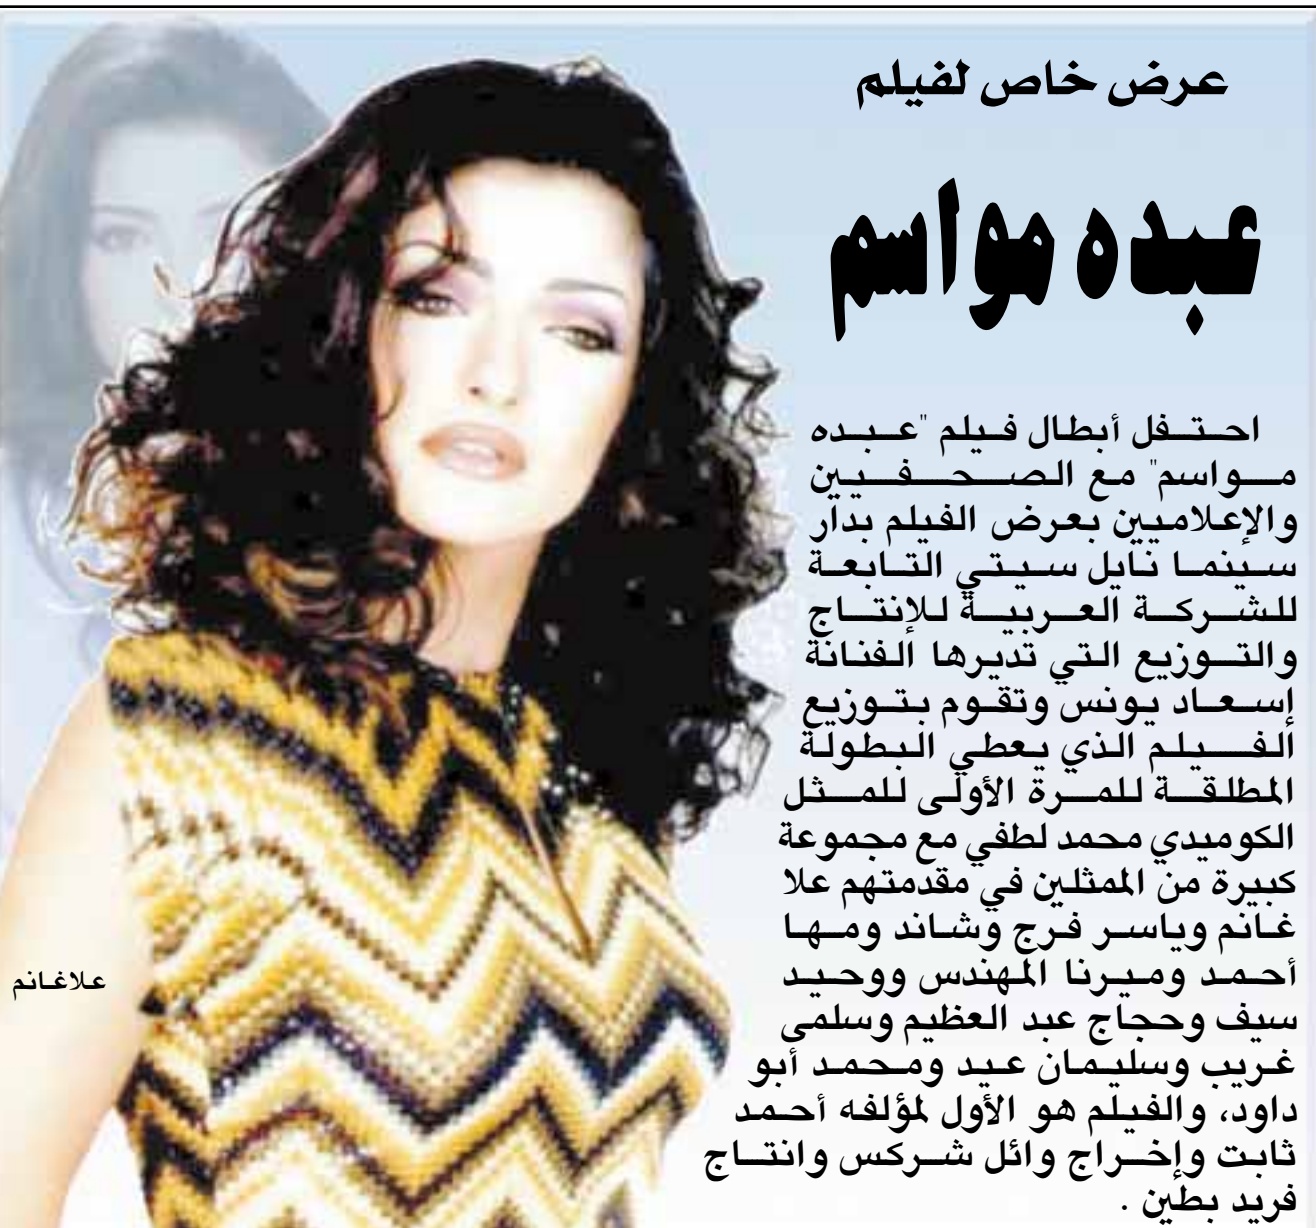 عرض خاص لفيلم
عبده مواسم
احتفل أبطال فيلم "عبده
مواسم" مع الصحفيين
والإعلاميين بعرض الفيلم بدار
سينما نايل سيتي التابعة
للشركة العربية للإنتاج
والتوزيع التي تديرها الفنانة
إسعاد يونس وتقوم بتوزيع
الفيلم الذي يعطي البطولة
المطلقة للمرة الأولى للمثل
الكوميدي محمد لطفي مع مجموعة
كبيرة من الممثلين في مقدمتهم علا
غانم وياسر فرج وشاند ومها
أحمد وميرنا المهندس ووحيد
سيف وحجاج عبد العظيم وسلمى
غريب وسليمان عيد ومحمد أبو
داود، والفيلم هو الأول لمؤلفه أحمد
ثابت وإخراج وائل شركس وانتاج
فريد بطين .
علاغانم